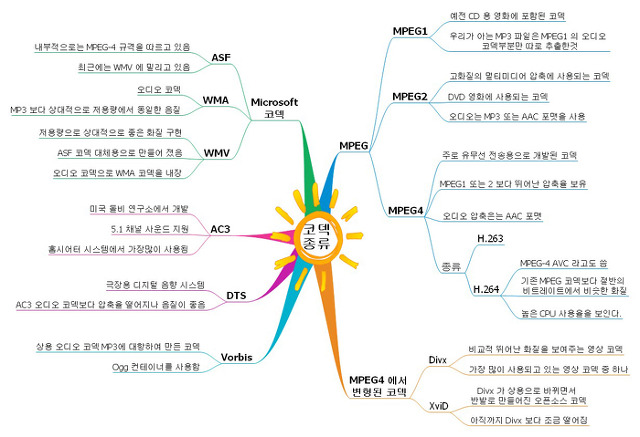 코덱
종류
MPEG
MPEG1
예전 CD 용 영화에 포함된 코덱
우리가 아는 MP3 파일은 MPEG1 의 오디오
코덱부분만 따로 추출한것
MPEG2
고화질의 멀티미디어 압축에 사용되는 코덱
DVD 영화에 사용되는 코덱
오디오는 MP3 또는 AAC 포맷을 사용
MPEG4
주로 유무선 전송용으로 개발된 코덱
MPEG1 또는 2 보다 뛰어난 압축을 보유
오디오 압축은 AAC 포맷
종류
H.263
H.264
MPEG-4 AVC 라고도 씀
기존 MPEG 코덱보다 절반의
비트레이트에서 비슷한 화질
높은 CPU 사용율을 보인다.
MPEG4 에서
변형된 코덱
Divx
비교적 뛰어난 화질을 보여주는 영상 코덱
가장 많이 사용되고 있는 영상 코덱 중 하나
XviD
Divx 가 상용으로 바뀌면서
반발로 만들어진 오픈소스 코덱
아직까지 Divx 보다 조금 떨어짐
Microsoft
코덱
ASF
내부적으로는 MPEG-4 규격을 따르고 있음
최근에는 WMV 에 밀리고 있음
WMA
오디오 코덱
MP3 보다 상대적으로 저용량에서 동일한 음질
WMV
저용량으로 상대적으로 좋은 화질 구현
ASF 코덱 대체용으로 만들어 졌음
오디오 코덱으로 WMA 코덱을 내장
AC3
미국 돌비 연구소에서 개발
5.1 채널 사운드 지원
홈시어터 시스템에서 가장많이 사용됨
DTS
극장용 디지털 음향 시스템
AC3 오디오 코덱보다 압축율 떨어지나 음질이 좋음
Vorbis
상용 오디오 코덱 MP3에 대항하여 만든 코덱
Ogg 컨테이너를 사용함